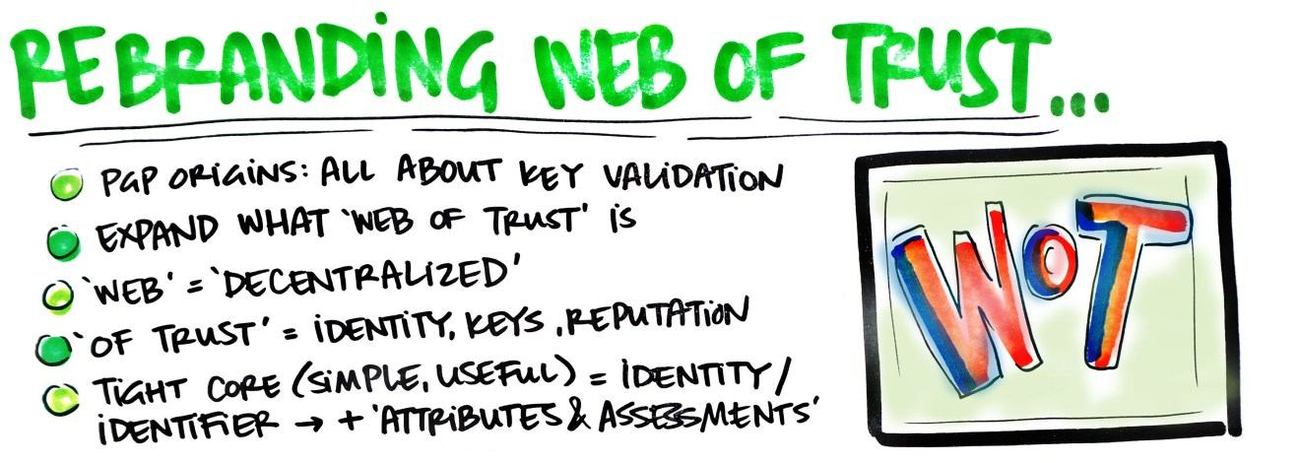 REBRANDING WEB OF TRUST...
PGP ORIGINS: ALL ABOUT KEY VALIDATION
EXPAND WHAT 'WEB OF TRUST' IS
'WEB' = 'DECENTRALIZED'
'OF TRUST' = IDENTITY, KEYS, REPUTATION
TIGHT CORE (SIMPLE, USEFUL) = IDENTITY/
IDENTIFIER → + 'ATTRIBUTES & ASSESSMENTS'
WOT